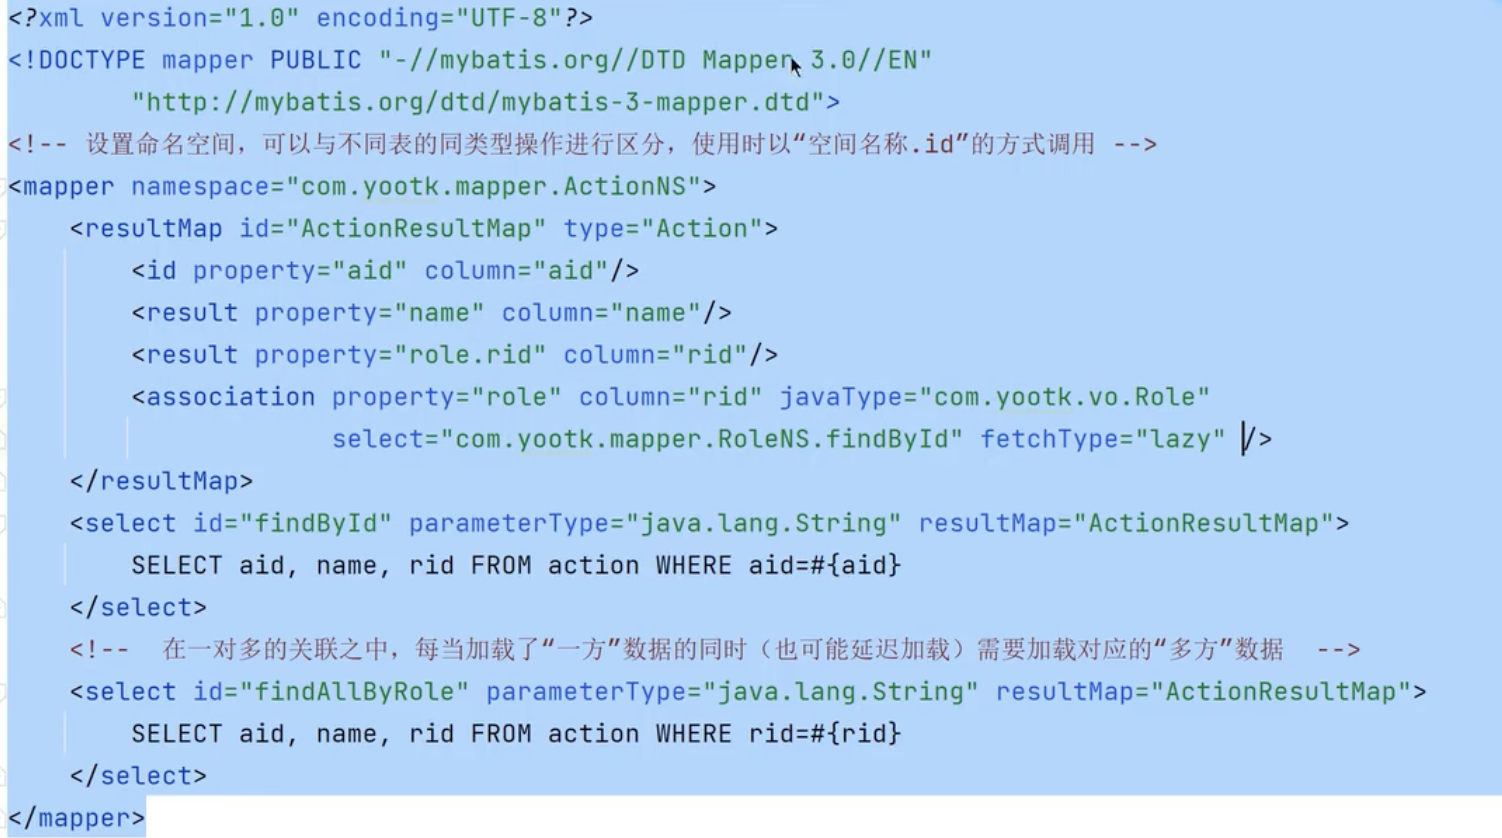 <?xml version="1.0" encoding="UTF-8"?>
<!DOCTYPE mapper PUBLIC "-//mybatis.org//DTD Mapper 3.0//EN"
        "http://mybatis.org/dtd/mybatis-3-mapper.dtd">
<!-- 设置命名空间，可以与不同表的同类型操作进行区分，使用时以“空间名称.id”的方式调用 -->
<mapper namespace="com.yootk.mapper.ActionNS">
    <resultMap id="ActionResultMap" type="Action">
        <id property="aid" column="aid"/>
        <result property="name" column="name"/>
        <result property="role.rid" column="rid"/>
        <association property="role" column="rid" javaType="com.yootk.vo.Role"
                     select="com.yootk.mapper.RoleNS.findById" fetchType="lazy" />
    </resultMap>
    <select id="findById" parameterType="java.lang.String" resultMap="ActionResultMap">
        SELECT aid, name, rid FROM action WHERE aid=#{aid}
    </select>
    <!--  在一对多的关联之中，每当加载了“一方”数据的同时（也可能延迟加载）需要加载对应的“多方”数据  -->
    <select id="findAllByRole" parameterType="java.lang.String" resultMap="ActionResultMap">
        SELECT aid, name, rid FROM action WHERE rid=#{rid}
    </select>
</mapper>